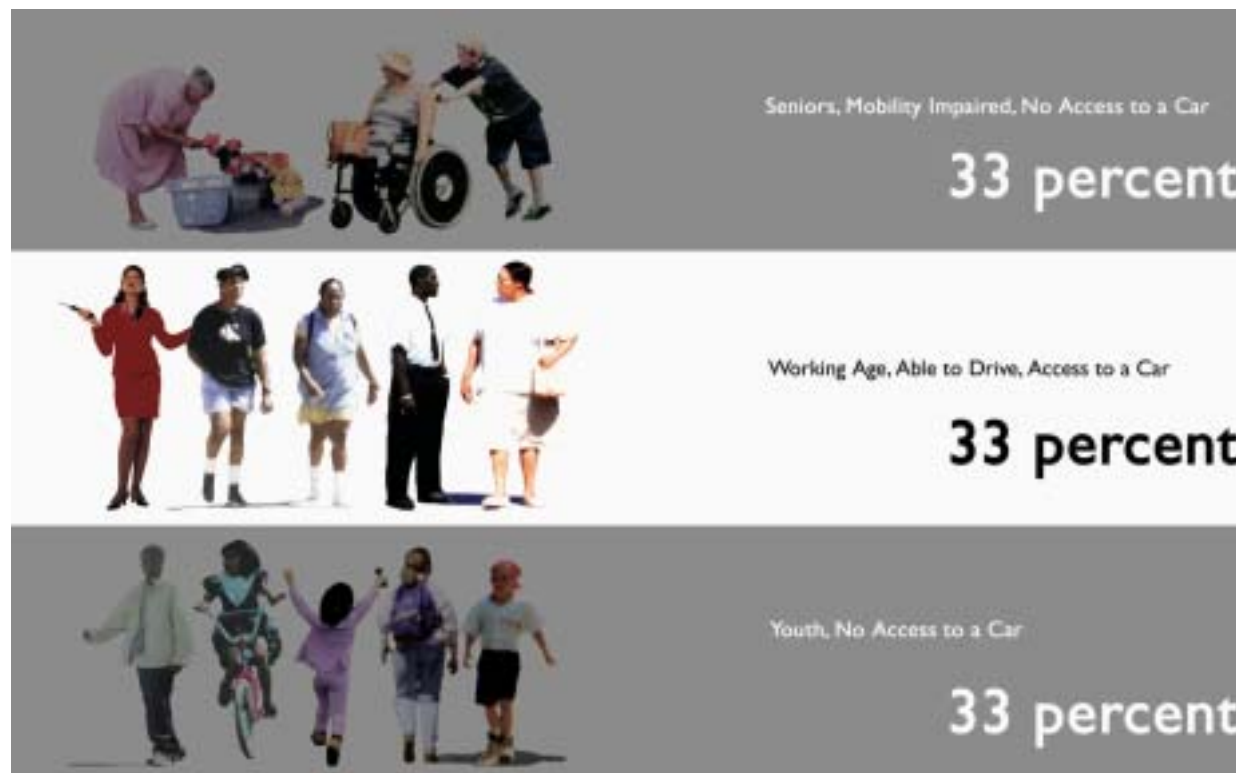 Seniors, Mobility Impaired, No Access to a Car
33 percent
Working Age, Able to Drive, Access to a Car
33 percent
Youth, No Access to a Car
33 percent